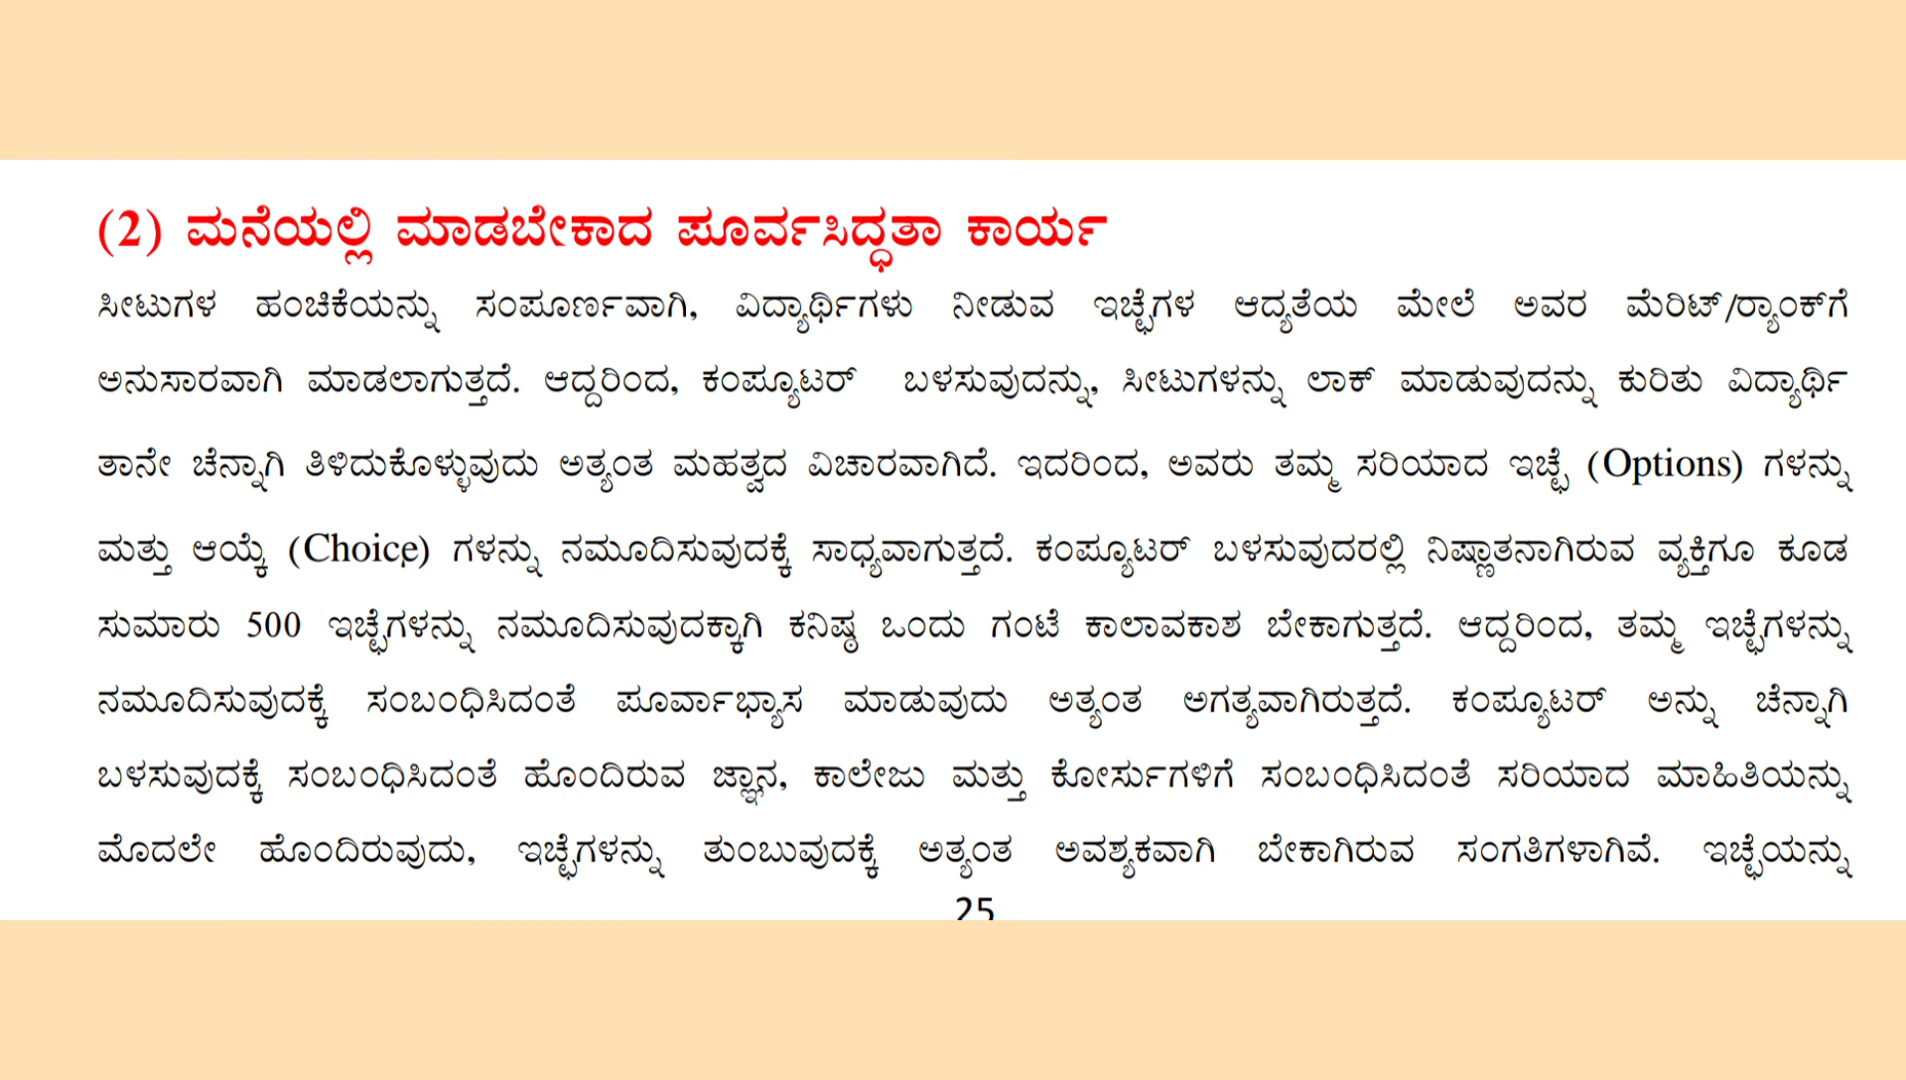 (2) ಮನೆಯಲ್ಲಿ ಮಾಡಬೇಕಾದ ಪೂರ್ವಸಿದ್ಧತಾ ಕಾರ್ಯ
ಸೀಟುಗಳ ಹಂಚಿಕೆಯನ್ನು ಸಂಪೂರ್ಣವಾಗಿ, ವಿದ್ಯಾರ್ಥಿಗಳು ನೀಡುವ ಇಚ್ಛೆಗಳ ಆದ್ಯತೆಯ ಮೇಲೆ ಅವರ ಮೆರಿಟ್/ರ‍್ಯಾಂಕ್‌ಗೆ
ಅನುಸಾರವಾಗಿ ಮಾಡಲಾಗುತ್ತದೆ. ಆದ್ದರಿಂದ, ಕಂಪ್ಯೂಟರ್ ಬಳಸುವುದನ್ನು, ಸೀಟುಗಳನ್ನು ಲಾಕ್ ಮಾಡುವುದನ್ನು ಕುರಿತು ವಿದ್ಯಾರ್ಥಿ
ತಾನೇ ಚೆನ್ನಾಗಿ ತಿಳಿದುಕೊಳ್ಳುವುದು ಅತ್ಯಂತ ಮಹತ್ವದ ವಿಚಾರವಾಗಿದೆ. ಇದರಿಂದ, ಅವರು ತಮ್ಮ ಸರಿಯಾದ ಇಚ್ಛೆ (Options) ಗಳನ್ನು
ಮತ್ತು ಆಯ್ಕೆ (Choice) ಗಳನ್ನು ನಮೂದಿಸುವುದಕ್ಕೆ ಸಾಧ್ಯವಾಗುತ್ತದೆ. ಕಂಪ್ಯೂಟರ್ ಬಳಸುವುದರಲ್ಲಿ ನಿಷ್ಣಾತನಾಗಿರುವ ವ್ಯಕ್ತಿಗೂ ಕೂಡ
ಸುಮಾರು 500 ಇಚ್ಛೆಗಳನ್ನು ನಮೂದಿಸುವುದಕ್ಕಾಗಿ ಕನಿಷ್ಠ ಒಂದು ಗಂಟೆ ಕಾಲಾವಕಾಶ ಬೇಕಾಗುತ್ತದೆ. ಆದ್ದರಿಂದ, ತಮ್ಮ ಇಚ್ಛೆಗಳನ್ನು
ನಮೂದಿಸುವುದಕ್ಕೆ ಸಂಬಂಧಿಸಿದಂತೆ ಪೂರ್ವಾಭ್ಯಾಸ ಮಾಡುವುದು ಅತ್ಯಂತ ಅಗತ್ಯವಾಗಿರುತ್ತದೆ. ಕಂಪ್ಯೂಟರ್ ಅನ್ನು ಚೆನ್ನಾಗಿ
ಬಳಸುವುದಕ್ಕೆ ಸಂಬಂಧಿಸಿದಂತೆ ಹೊಂದಿರುವ ಜ್ಞಾನ, ಕಾಲೇಜು ಮತ್ತು ಕೋರ್ಸುಗಳಿಗೆ ಸಂಬಂಧಿಸಿದಂತೆ ಸರಿಯಾದ ಮಾಹಿತಿಯನ್ನು
ಮೊದಲೇ ಹೊಂದಿರುವುದು, ಇಚ್ಛೆಗಳನ್ನು ತುಂಬುವುದಕ್ಕೆ ಅತ್ಯಂತ ಅವಶ್ಯಕವಾಗಿ ಬೇಕಾಗಿರುವ ಸಂಗತಿಗಳಾಗಿವೆ. ಇಚ್ಛೆಯನ್ನು
25